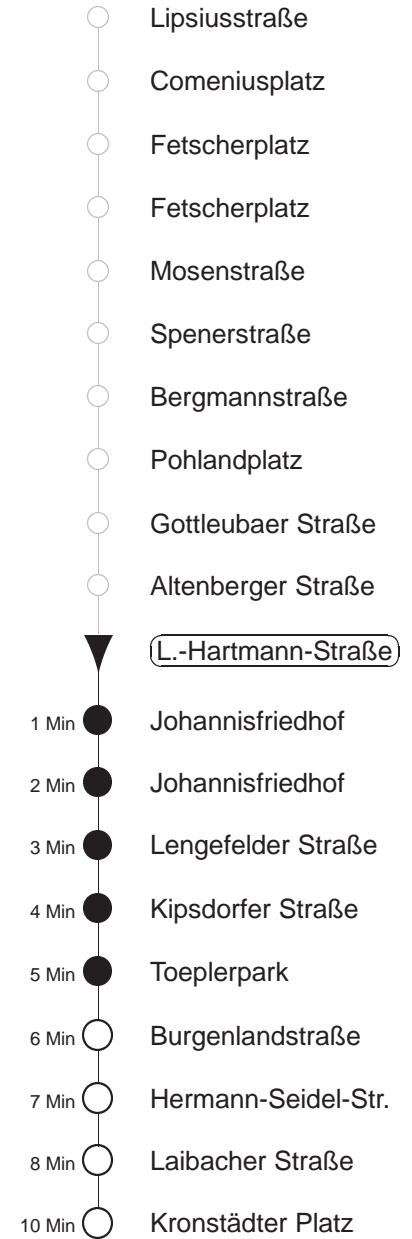 Lipsiusstraße
Comeniusplatz
Fetscherplatz
Fetscherplatz
Mosenstraße
Spenerstraße
Bergmannstraße
Pohlandplatz
Gottleubaer Straße
Altenberger Straße
L.-Hartmann-Straße
1 Min Johannisfriedhof
2 Min Johannisfriedhof
3 Min Lengefelder Straße
4 Min Kipsdorfer Straße
5 Min Toeplerpark
6 Min Burgenlandstraße
7 Min Hermann-Seidel-Str.
8 Min Laibacher Straße
10 Min Kronstädter Platz